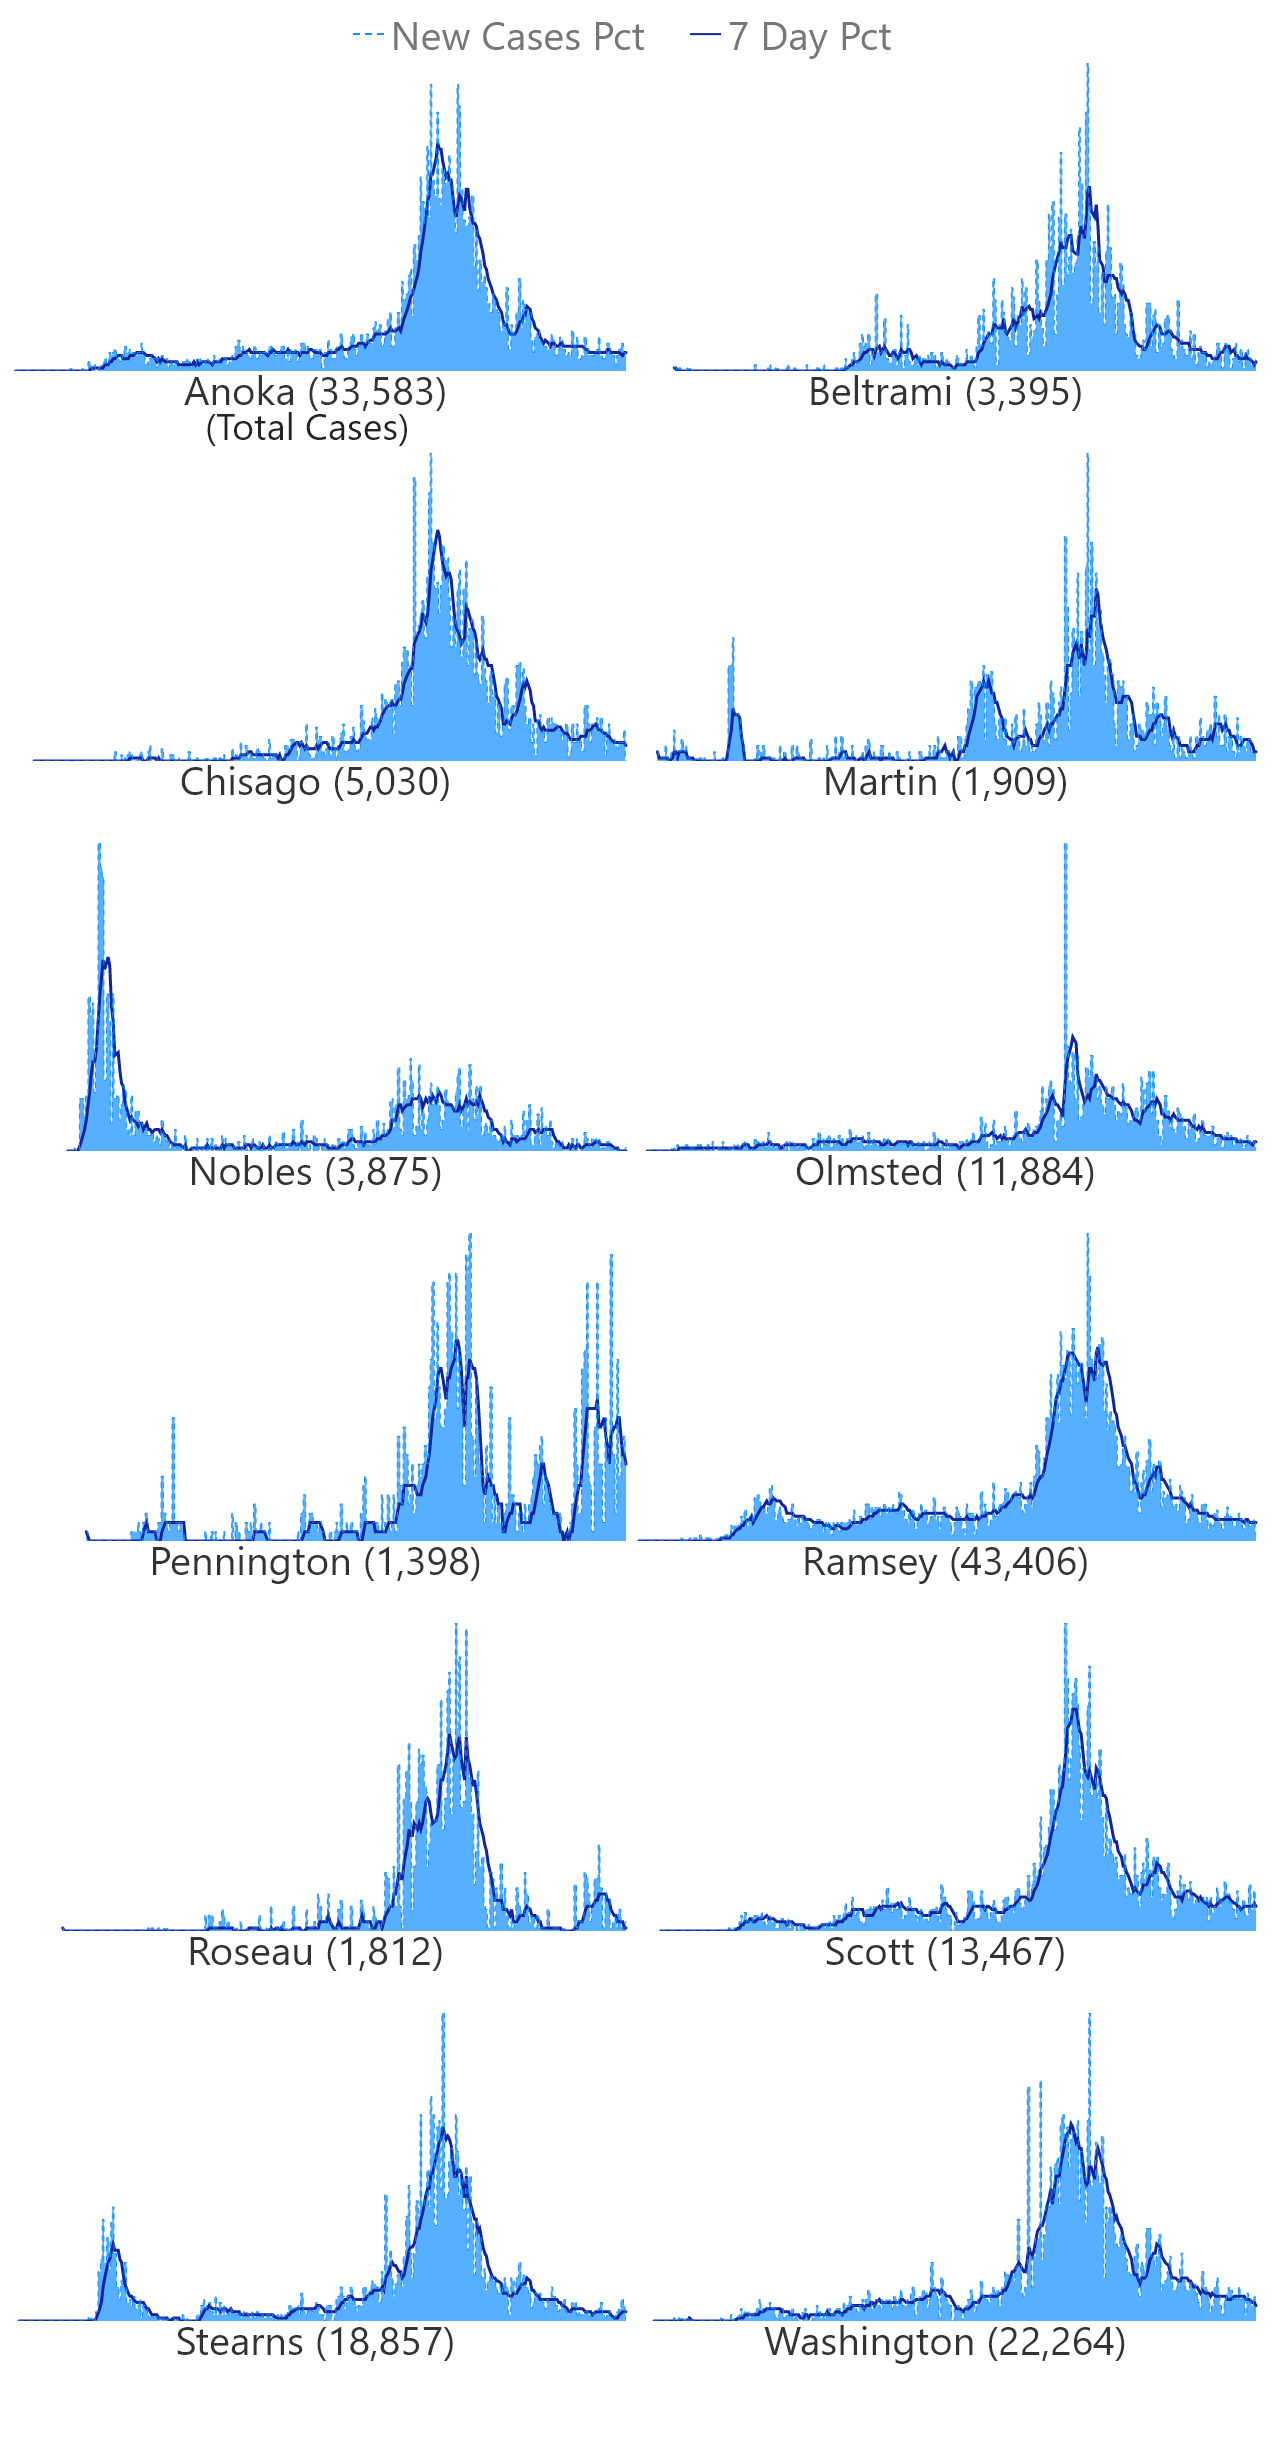 New Cases Pct 7 Day Pct
Anoka (33,583) Beltrami (3,395)
(Total Cases)
Chisago (5,030) Martin (1,909)
Nobles (3,875) Olmsted (11,884)
Pennington (1,398) Ramsey (43,406)
Roseau (1,812) Scott (13,467)
Stearns (18,857) Washington (22,264)